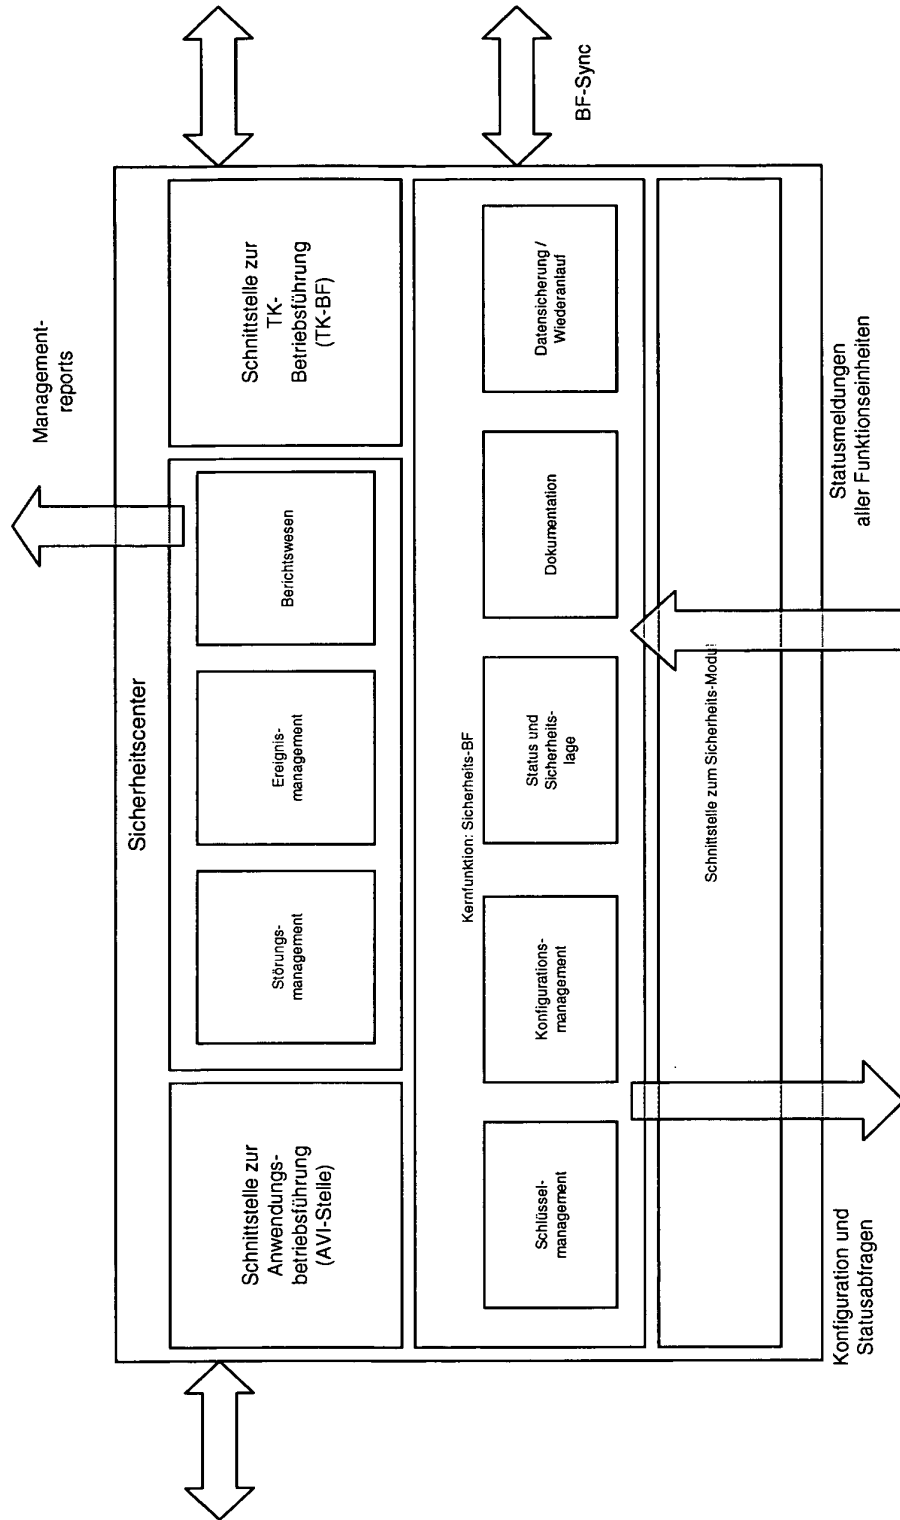 Management-
reports
Sicherheitscenter
Schnittstelle zur
Anwendungs-
betriebsführung
(AVI-Stelle)
Störungs-
management
Ereignis-
management
Berichtswesen
Schnittstelle zur
TK-
Betriebsführung
(TK-BF)
Kernfunktion: Sicherheits-BF
Schlüssel-
management
Konfigurations-
management
Status und
Sicherheits-
lage
Dokumentation
Datensicherung /
Wiederanlauf
BF-Sync
Schnittstelle zum Sicherheits-Modul
Konfiguration und
Statusabfragen
Statusmeldungen
aller Funktionseinheiten